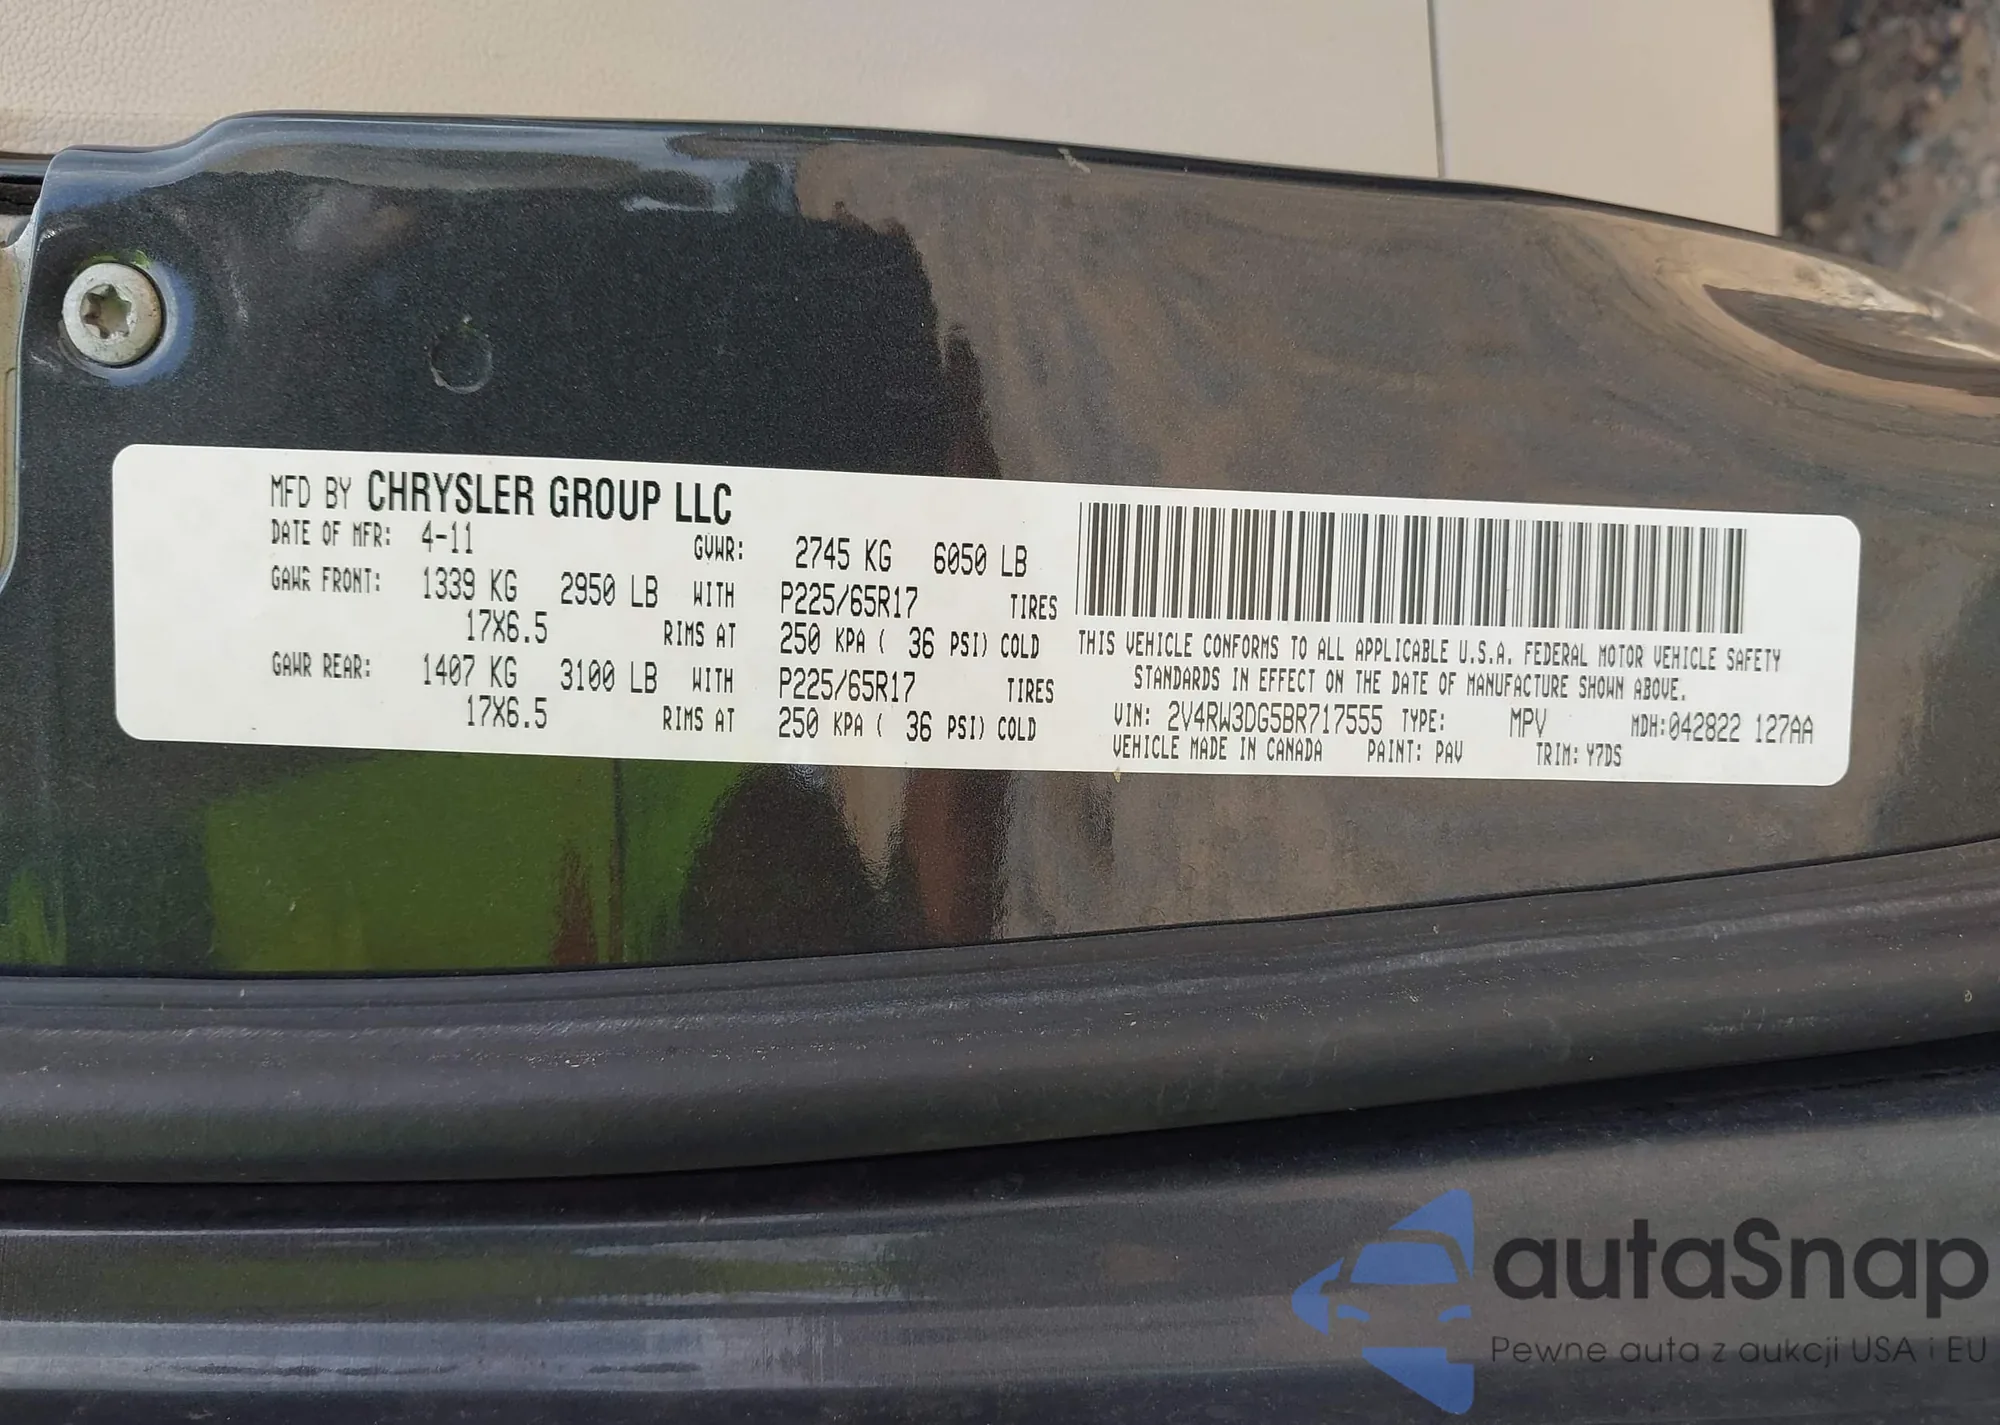 MFD BY CHRYSLER GROUP LLC
DATE OF MFR: 4-11 GVWR: 2745 KG 6050 LB
GAWR FRONT: 1339 KG 2950 LB WITH P225/65R17 TIRES
17X6.5 RIMS AT 250 KPA ( 36 PSI) COLD
GAWR REAR: 1407 KG 3100 LB WITH P225/65R17 TIRES
17X6.5 RIMS AT 250 KPA ( 36 PSI) COLD
THIS VEHICLE CONFORMS TO ALL APPLICABLE U.S.A. FEDERAL MOTOR VEHICLE SAFETY
STANDARDS IN EFFECT ON THE DATE OF MANUFACTURE SHOWN ABOVE.
VIN: 2V4RW3DG5BR717555 TYPE: MPV MDH:042822 127AA
VEHICLE MADE IN CANADA PAINT: PAV TRIM: Y7DS
autaSnap
Pewne auta z aukcji USA i EU